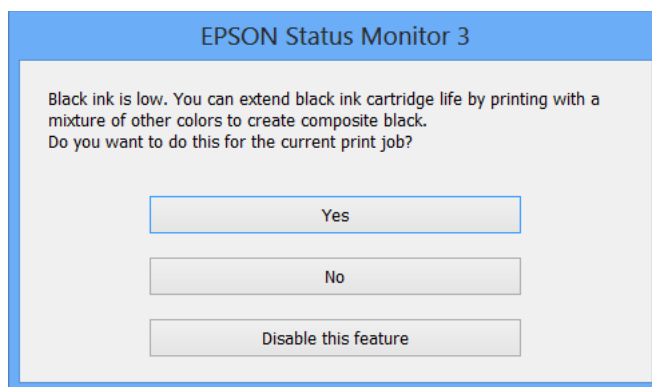 EPSON Status Monitor 3
Black ink is low. You can extend black ink cartridge life by printing with a
mixture of other colors to create composite black.
Do you want to do this for the current print job?
Yes
No
Disable this feature